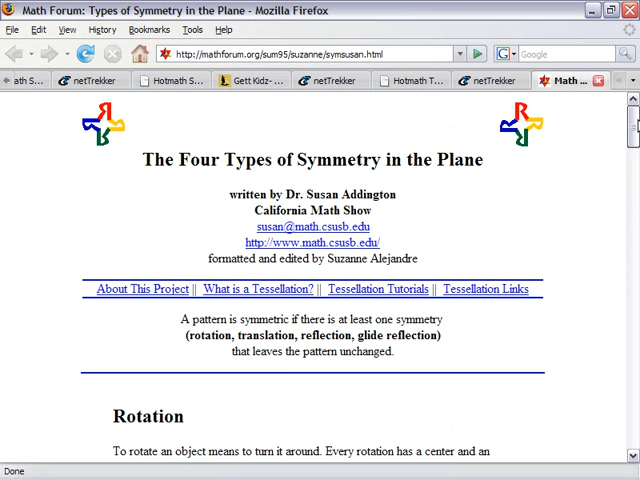 Math Forum: Types of Symmetry in the Plane - Mozilla Firefox
File Edit View History Bookmarks Tools Help
http://mathforum.org/sum95/suzanne/symsusan.html Google
ath S... netTrekker Hotmath S... Gett Kidz-... netTrekker Hotmath T... netTrekker Math ...
The Four Types of Symmetry in the Plane
written by Dr. Susan Addington
California Math Show
susan@math.csusb.edu
http://www.math.csusb.edu/
formatted and edited by Suzanne Alejandre
About This Project || What is a Tessellation? || Tessellation Tutorials || Tessellation Links
A pattern is symmetric if there is at least one symmetry
(rotation, translation, reflection, glide reflection)
that leaves the pattern unchanged.
Rotation
To rotate an object means to turn it around. Every rotation has a center and an
Done